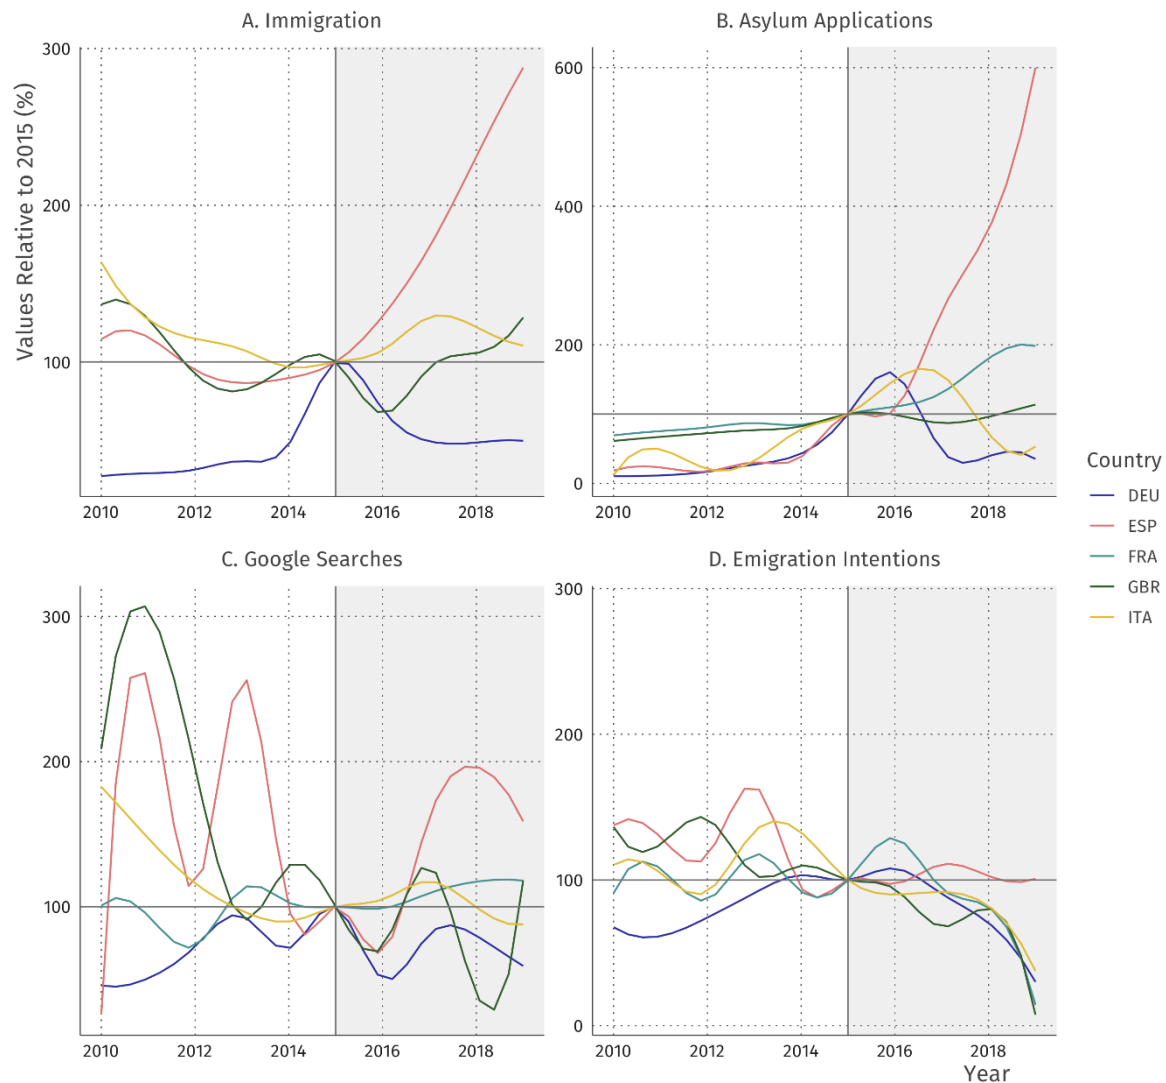 A. Immigration
B. Asylum Applications
Values Relative to 2015 (%)
300
200
100
2010 2012 2014 2016 2018
600
400
200
0
2010 2012 2014 2016 2018
C. Google Searches
D. Emigration Intentions
300
200
100
2010 2012 2014 2016 2018
300
200
100
0
2010 2012 2014 2016 2018
Year
Country
DEU
ESP
FRA
GBR
ITA